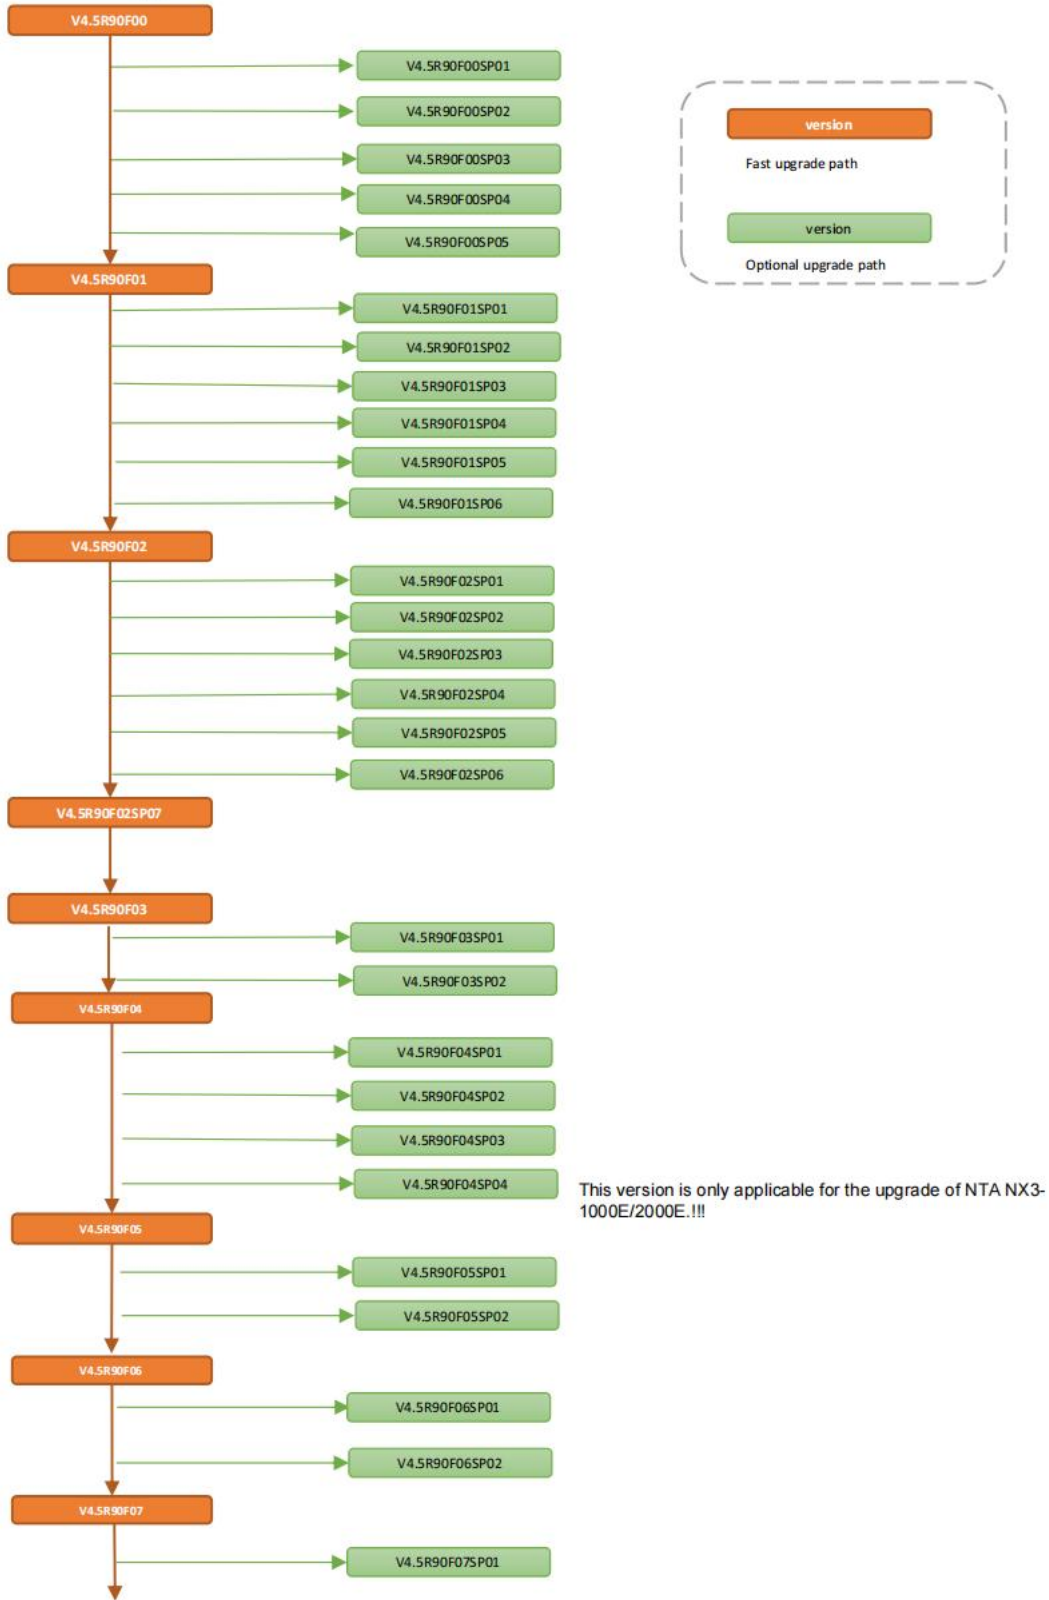 V4.5R90F00
V4.5R90F00SP01
V4.5R90F00SP02
V4.5R90F00SP03
V4.5R90F00SP04
V4.5R90F00SP05
version
Fast upgrade path
version
Optional upgrade path
V4.5R90F01
V4.5R90F01SP01
V4.5R90F01SP02
V4.5R90F01SP03
V4.5R90F01SP04
V4.5R90F01SP05
V4.5R90F01SP06
V4.5R90F02
V4.5R90F02SP01
V4.5R90F02SP02
V4.5R90F02SP03
V4.5R90F02SP04
V4.5R90F02SP05
V4.5R90F02SP06
V4.5R90F02SP07
V4.5R90F03
V4.5R90F03SP01
V4.5R90F03SP02
V4.5R90F04
V4.5R90F04SP01
V4.5R90F04SP02
V4.5R90F04SP03
V4.5R90F04SP04
This version is only applicable for the upgrade of NTA NX3-
1000E/2000E.!!!
V4.5R90F05
V4.5R90F05SP01
V4.5R90F05SP02
V4.5R90F06
V4.5R90F06SP01
V4.5R90F06SP02
V4.5R90F07
V4.5R90F07SP01